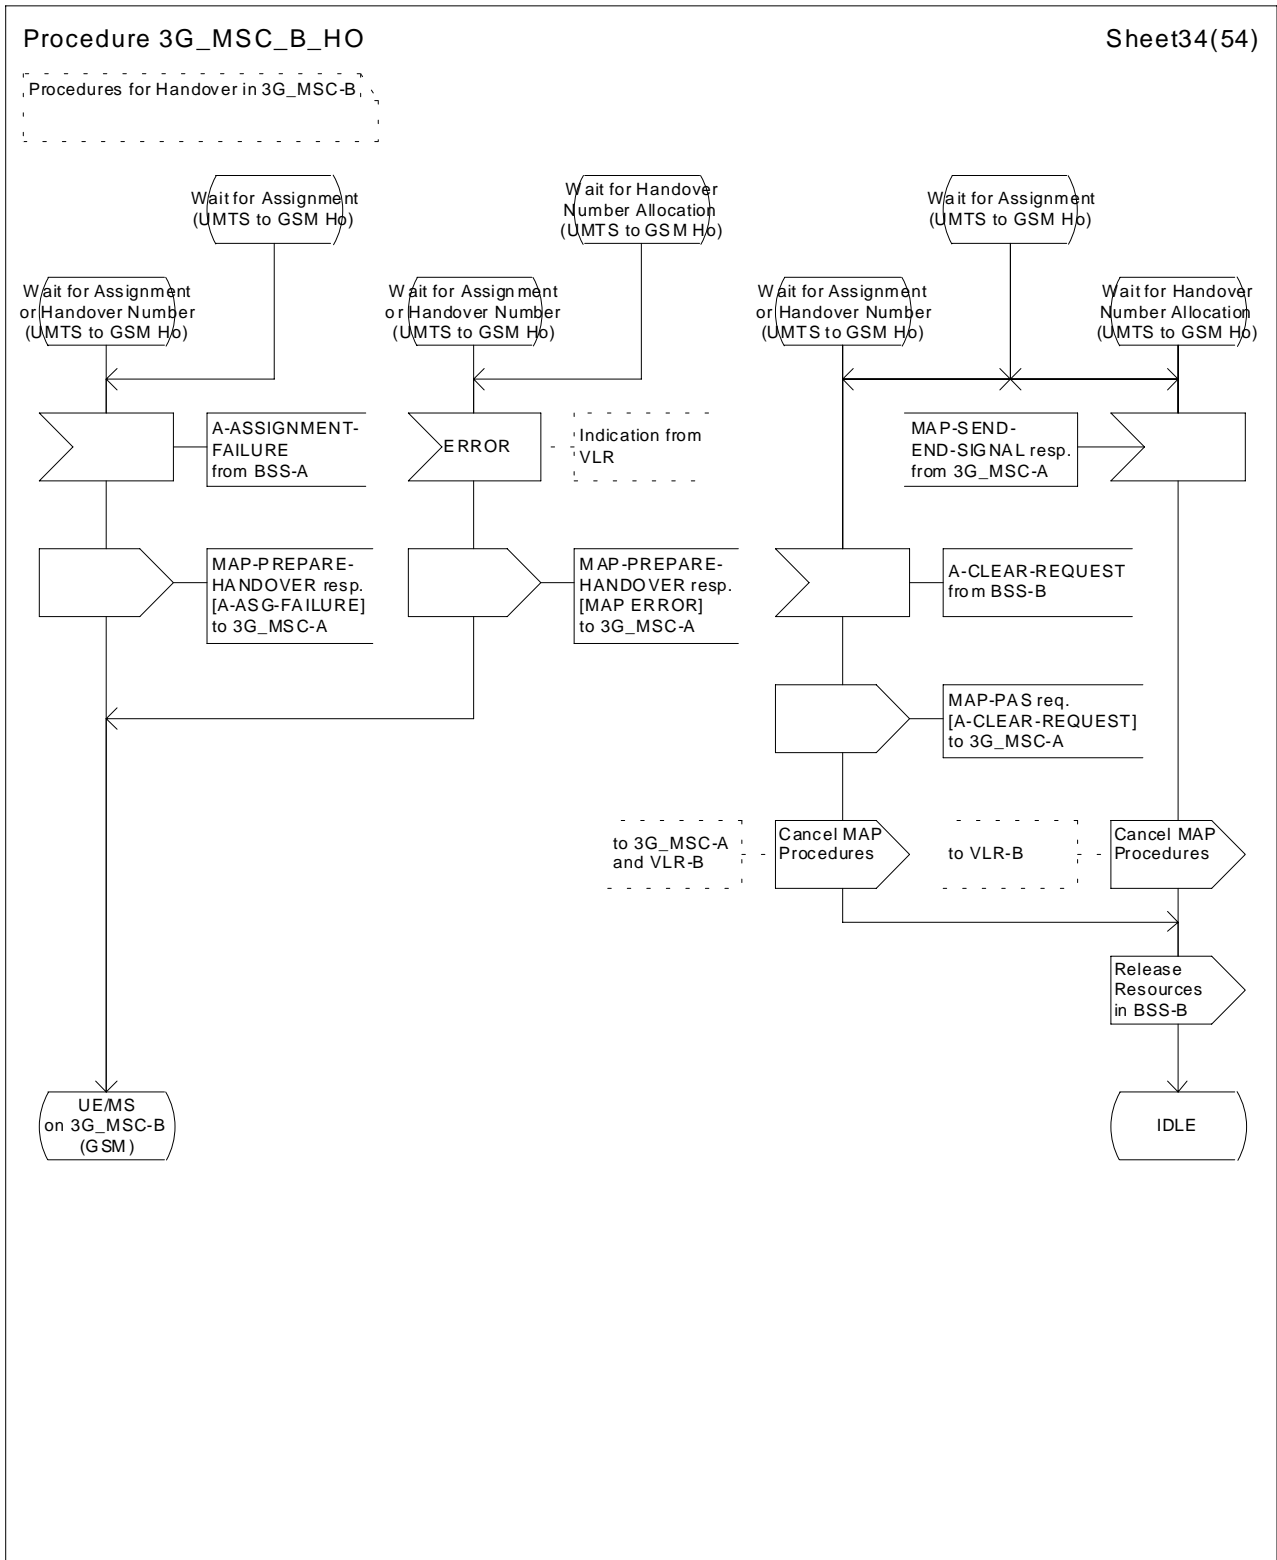 Procedure 3G_MSC_B_HO
Sheet34(54)
Procedures for Handover in 3G_MSC-B
Wait for Assignment
(UMTS to GSM Ho)
Wait for Handover
Number Allocation
(UMTS to GSM Ho)
Wait for Assignment
(UMTS to GSM Ho)
Wait for Assignment
or Handover Number
(UMTS to GSM Ho)
Wait for Assignment
or Handover Number
(UMTS to GSM Ho)
Wait for Assignment
or Handover Number
(UMTS to GSM Ho)
Wait for Handover
Number Allocation
(UMTS to GSM Ho)
A-ASSIGNMENT-
FAILURE
from BSS-A
ERROR
Indication from
VLR
MAP-SEND-
END-SIGNAL resp.
from 3G_MSC-A
MAP-PREPARE-
HANDOVER resp.
[A-ASG-FAILURE]
to 3G_MSC-A
MAP-PREPARE-
HANDOVER resp.
[MAP ERROR]
to 3G_MSC-A
A-CLEAR-REQUEST
from BSS-B
MAP-PAS req.
[A-CLEAR-REQUEST]
to 3G_MSC-A
to 3G_MSC-A
and VLR-B
Cancel MAP
Procedures
to VLR-B
Cancel MAP
Procedures
Release
Resources
in BSS-B
UE/MS
on 3G_MSC-B
(GSM)
IDLE